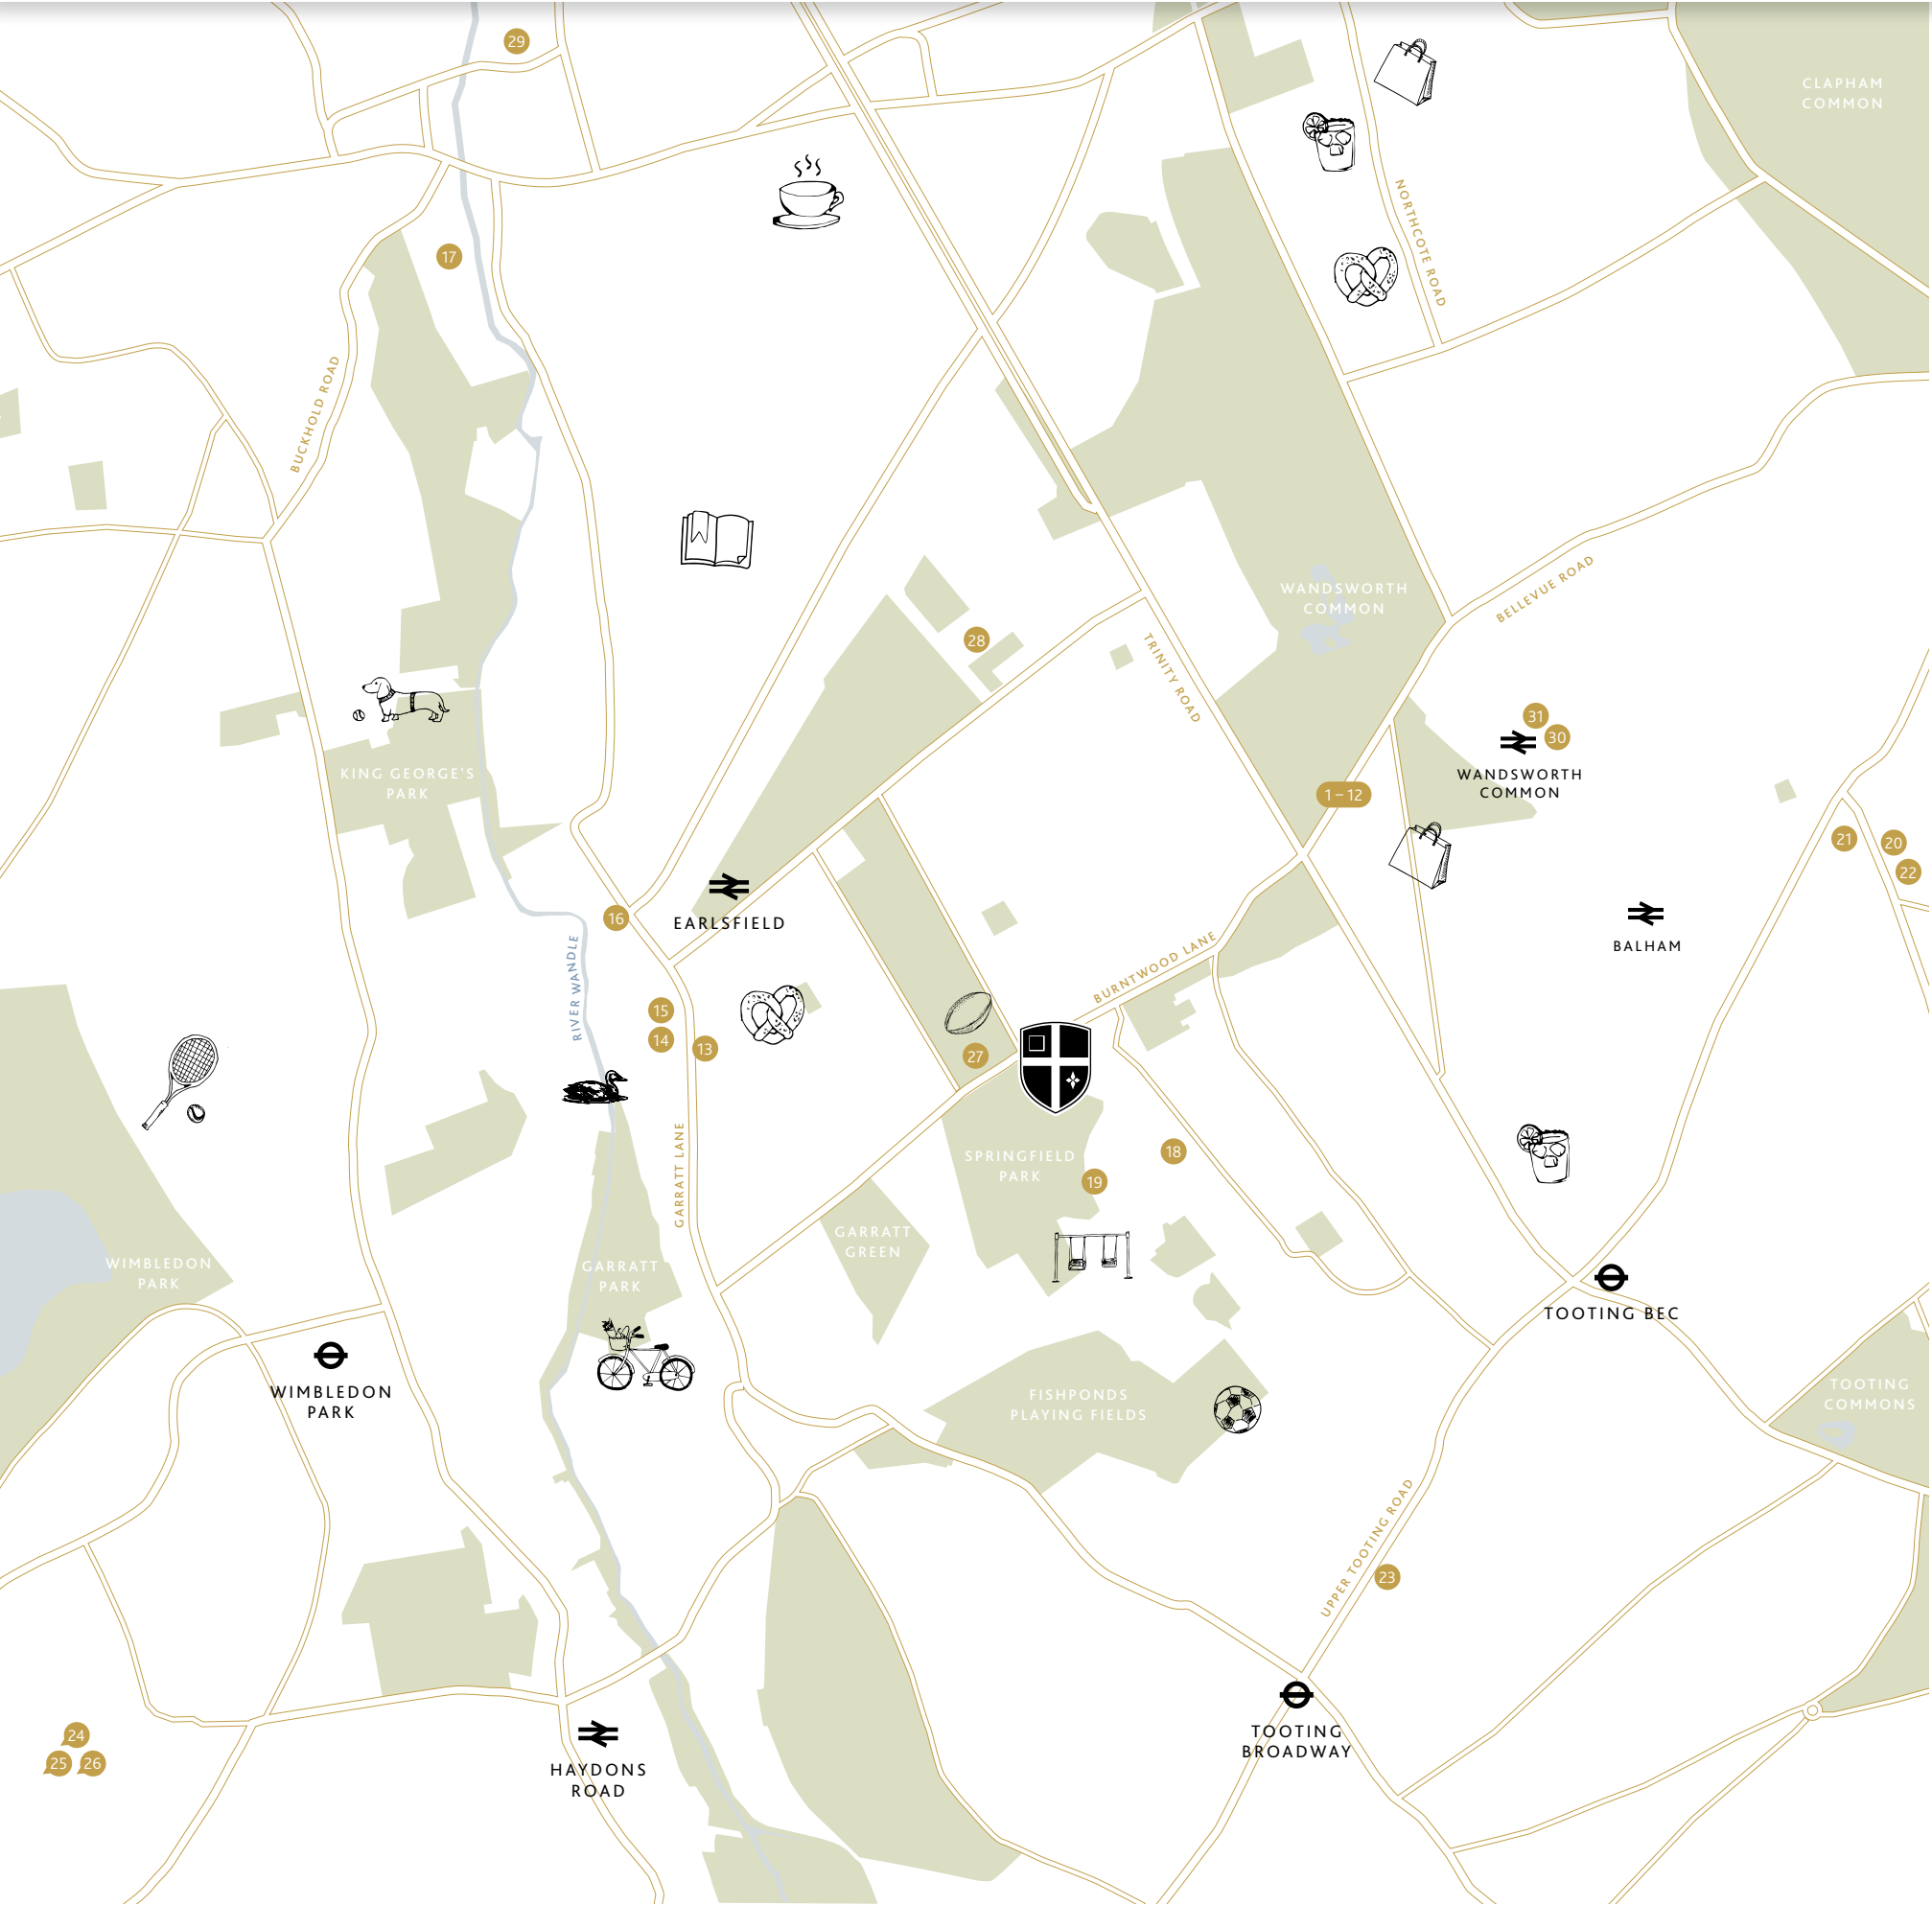 29
CLAPHAM
COMMON
NORTHCOTE ROAD
17
BUCKHOLD ROAD
WANDSWORTH
COMMON
BELLEVUE ROAD
28
TRINITY ROAD
31
30
WANDSWORTH
COMMON
KING GEORGE'S
PARK
1 – 12
21
20
22
16
EARLSFIELD
BALHAM
RIVER WANDLE
BURNTWOOD LANE
15
14
13
27
GARRATT LANE
SPRINGFIELD
PARK
18
19
GARRATT
GREEN
WIMBLEDON
PARK
GARRATT
PARK
TOOTING BEC
WIMBLEDON
PARK
FISHPONDS
PLAYING FIELDS
TOOTING
COMMONS
UPPER TOOTING ROAD
23
24
25
26
HAYDONS
ROAD
TOOTING
BROADWAY